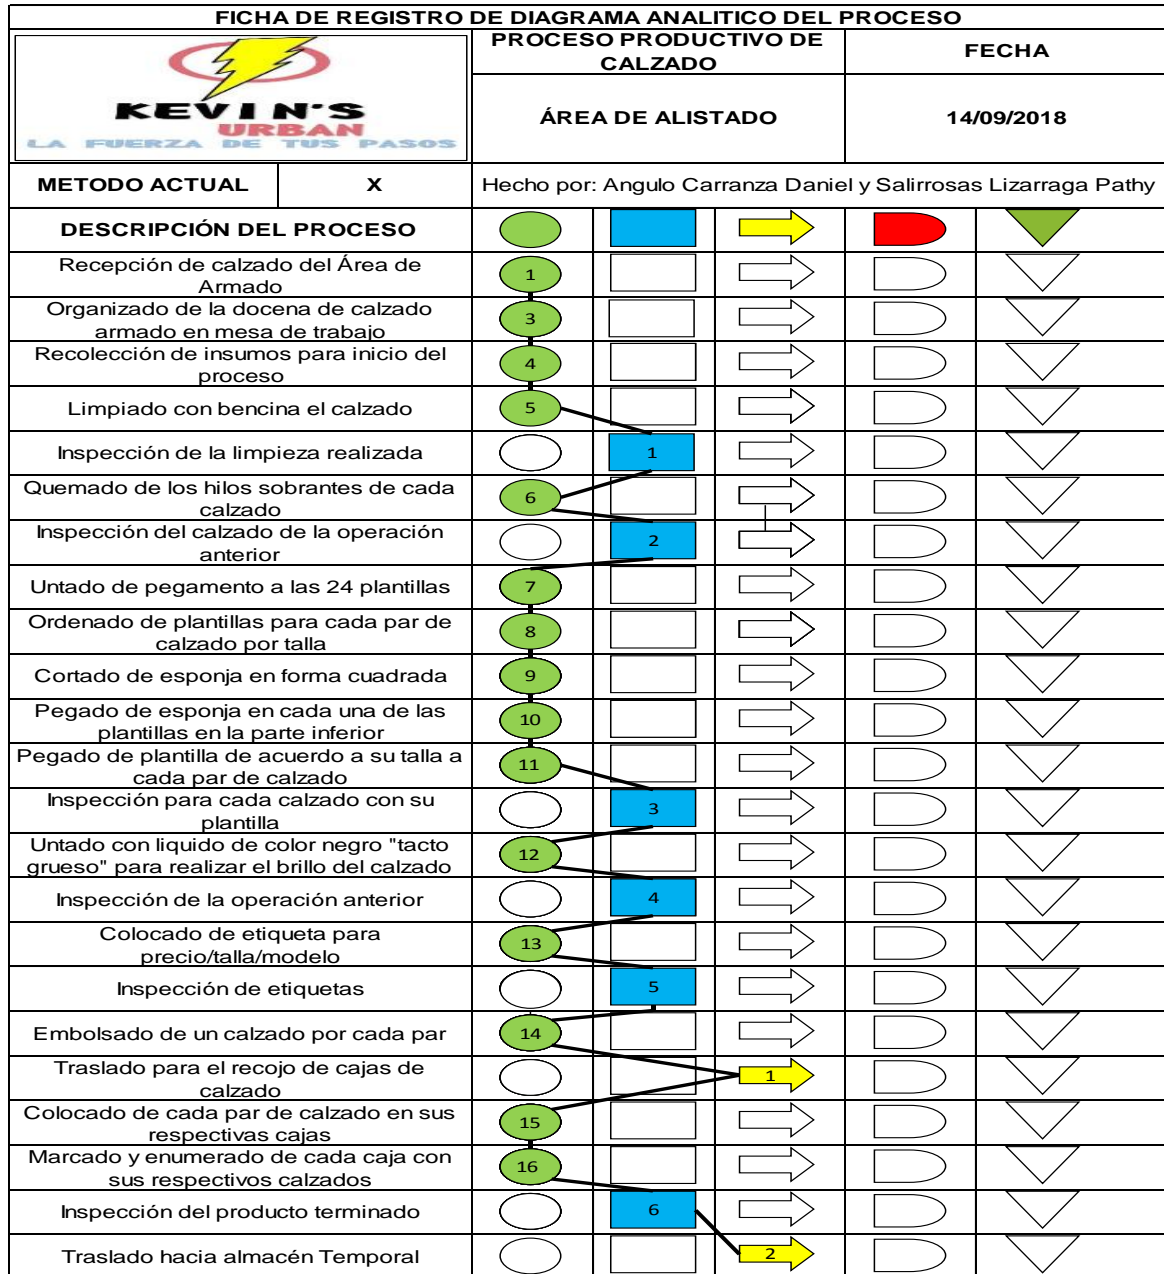 FICHA DE REGISTRO DE DIAGRAMA ANALITICO DEL PROCESO
KEVIN'S
URBAN
LA FUERZA DE TUS PASOS
PROCESO PRODUCTIVO DE
CALZADO
FECHA
ÁREA DE ALISTADO
14/09/2018
METODO ACTUAL
X
Hecho por: Angulo Carranza Daniel y Salirrosas Lizarraga Pathy
DESCRIPCIÓN DEL PROCESO
Recepción de calzado del Área de
Armado
1
Organizado de la docena de calzado
armado en mesa de trabajo
3
Recolección de insumos para inicio del
proceso
4
Limpiado con bencina el calzado
5
Inspección de la limpieza realizada
1
Quemado de los hilos sobrantes de cada
calzado
6
Inspección del calzado de la operación
anterior
2
Untado de pegamento a las 24 plantillas
7
Ordenado de plantillas para cada par de
calzado por talla
8
Cortado de esponja en forma cuadrada
9
Pegado de esponja en cada una de las
plantillas en la parte inferior
10
Pegado de plantilla de acuerdo a su talla a
cada par de calzado
11
Inspección para cada calzado con su
plantilla
3
Untado con liquido de color negro "tacto
grueso" para realizar el brillo del calzado
12
Inspección de la operación anterior
4
Colocado de etiqueta para
precio/talla/modelo
13
Inspección de etiquetas
5
Embolsado de un calzado por cada par
14
Traslado para el recojo de cajas de
calzado
1
Colocado de cada par de calzado en sus
respectivas cajas
15
Marcado y enumerado de cada caja con
sus respectivos calzados
16
Inspección del producto terminado
6
Traslado hacia almacén Temporal
2